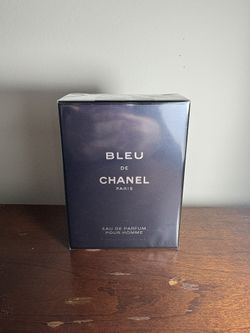 BLEU
DE
CHANEL
PARIS
EAU DE PARFUM
POUR HOMME